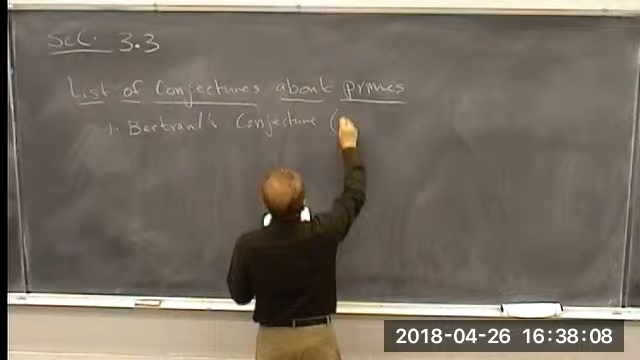 Sec. 3.3
List of Conjectures about primes
1. Bertrand's Conjecture (
2018-04-26 16:38:08